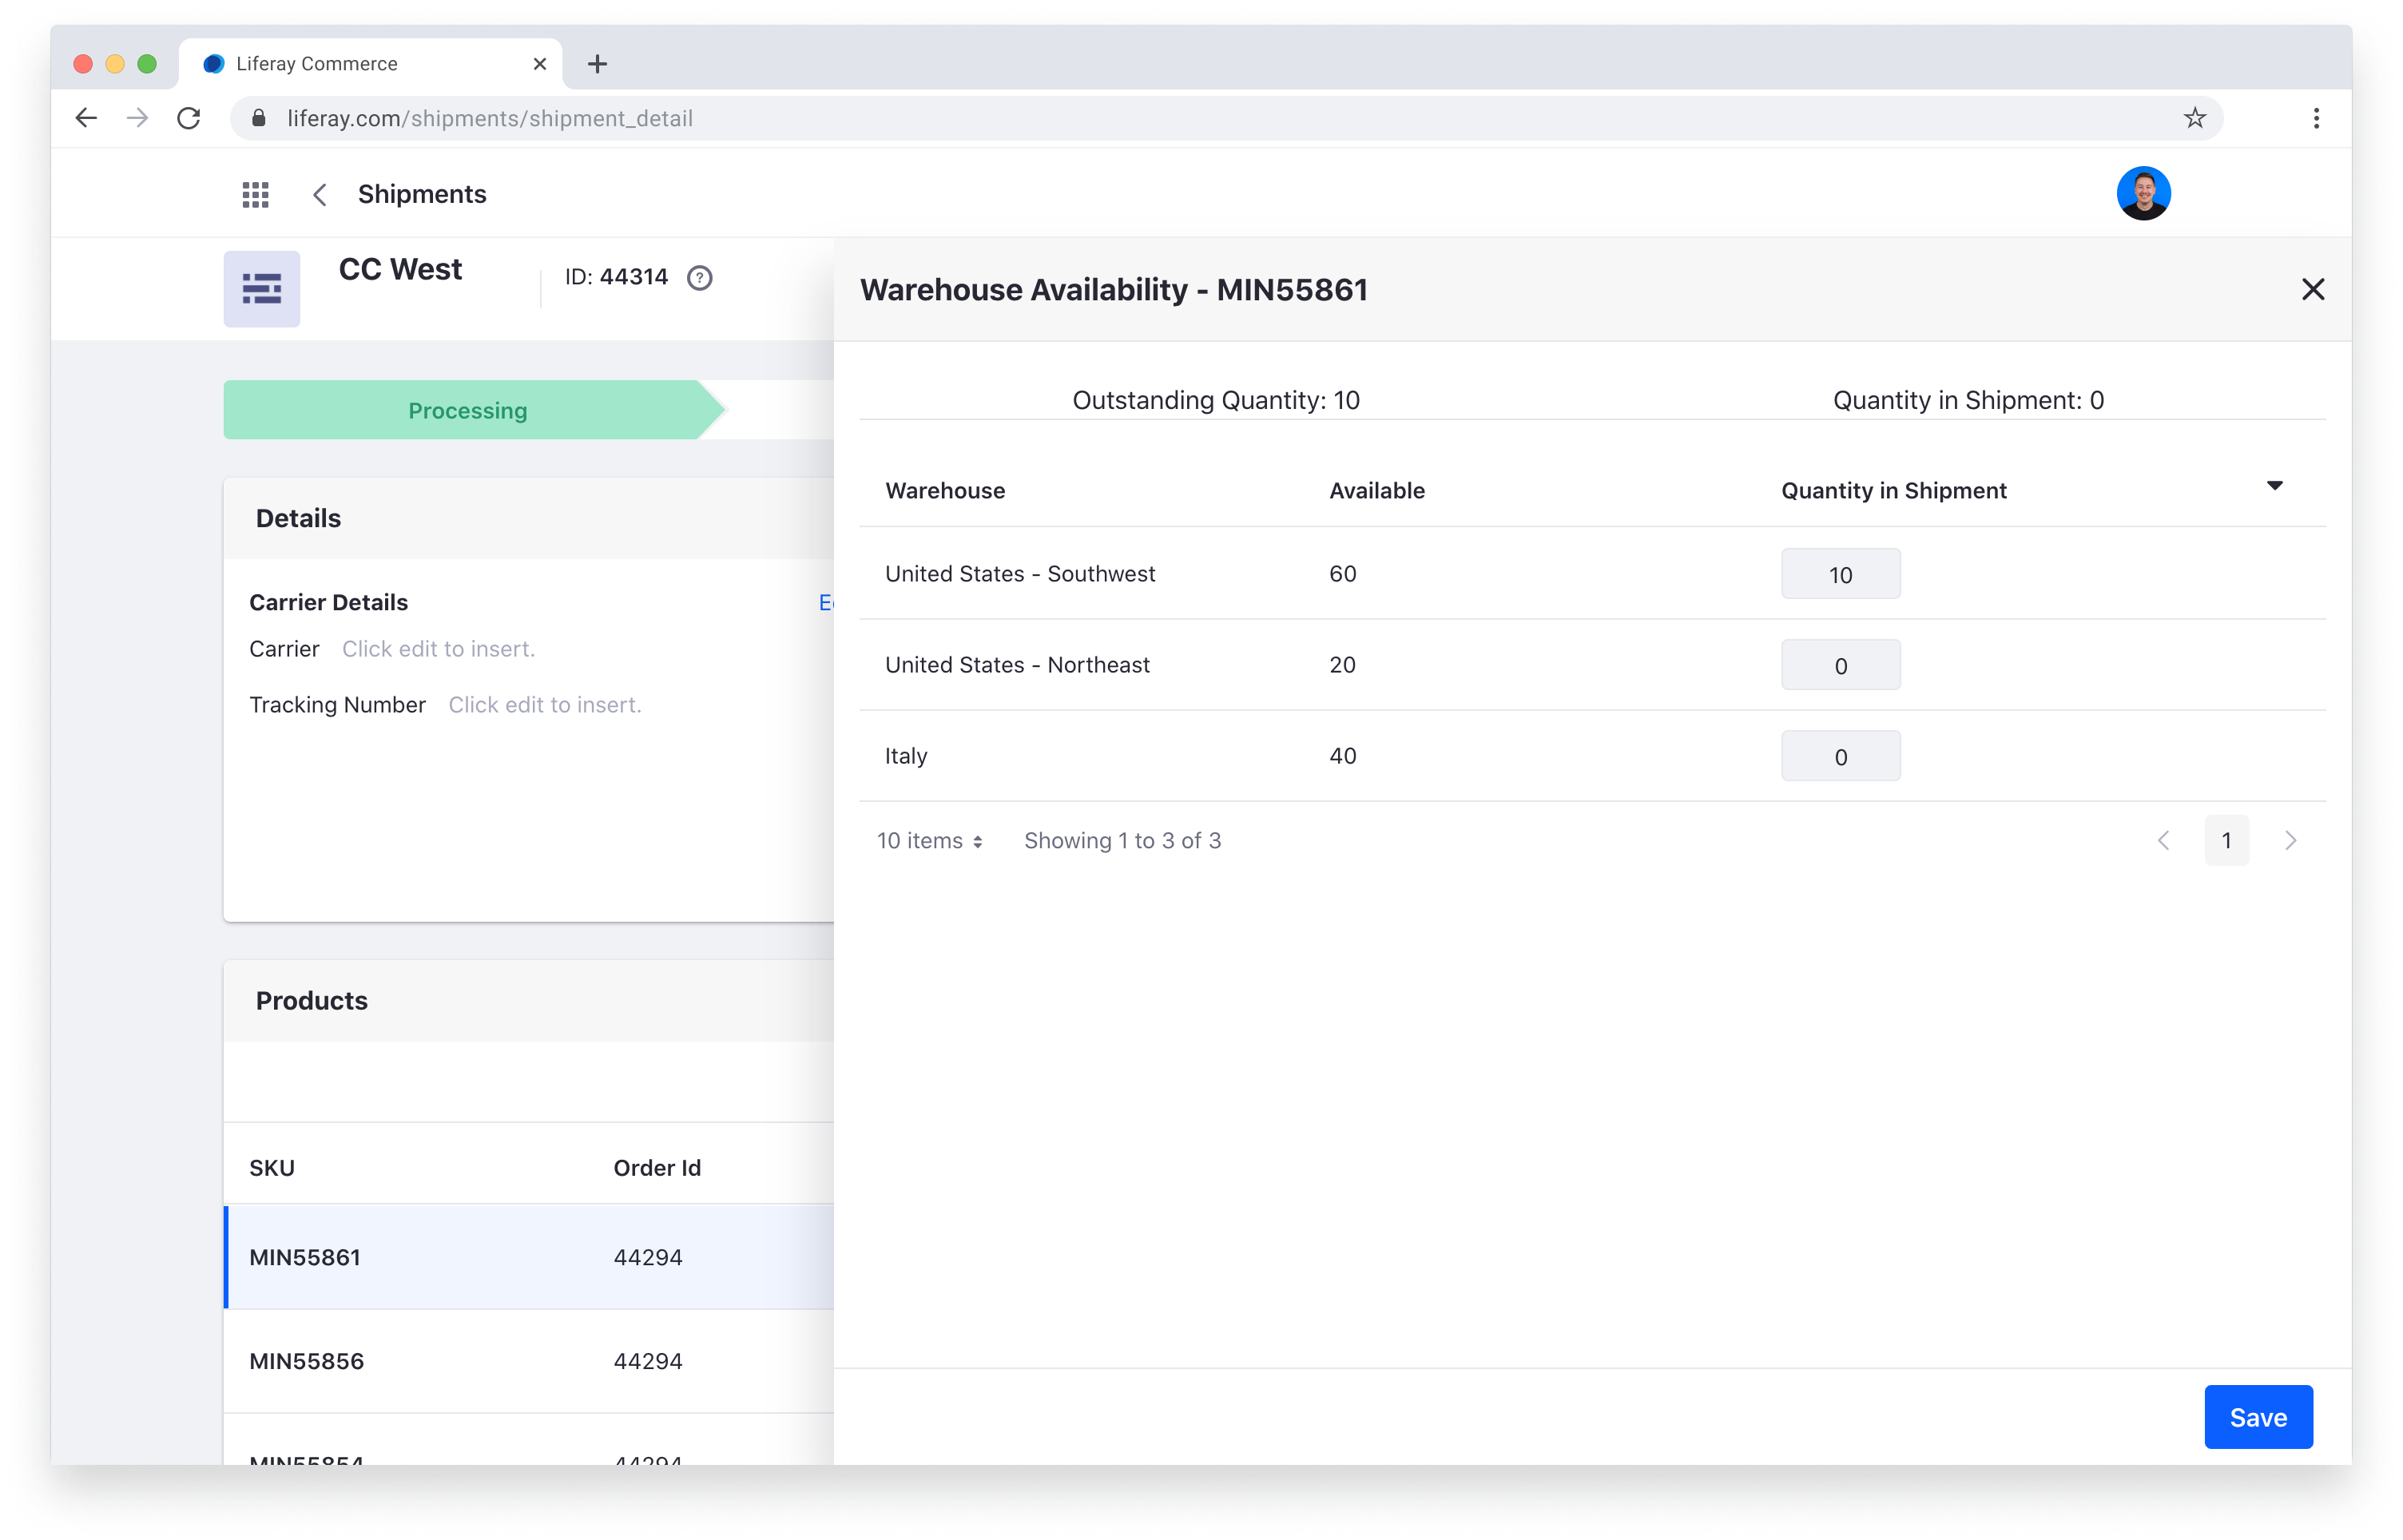 Liferay Commerce
liferay.com/shipments/shipment_detail
Shipments
CC West
ID: 44314
?
Processing
Details
Carrier Details
Carrier Click edit to insert.
Tracking Number Click edit to insert.
Products
SKU Order Id
MIN55861 44294
MIN55856 44294
MIN55854 44294
Warehouse Availability - MIN55861
Outstanding Quantity: 10 Quantity in Shipment: 0
Warehouse Available Quantity in Shipment
United States - Southwest 60 10
United States - Northeast 20 0
Italy 40 0
10 items Showing 1 to 3 of 3 1
Save